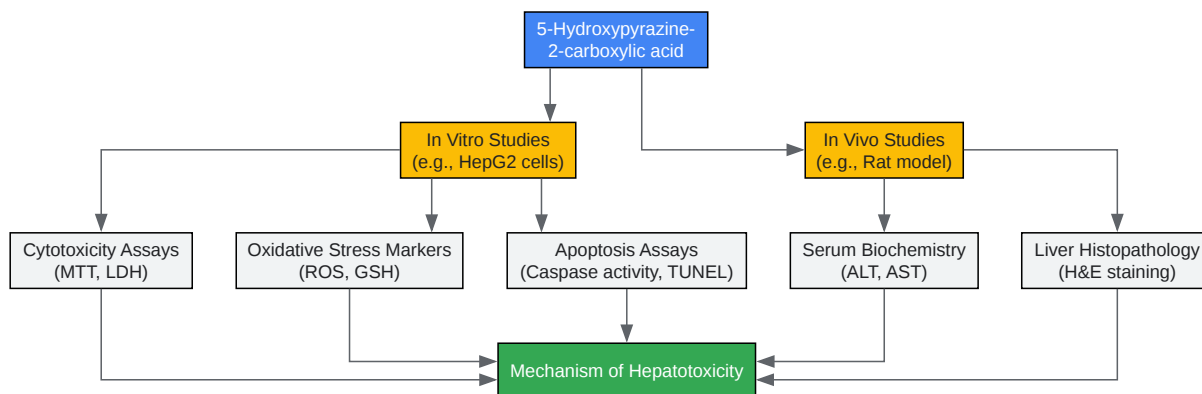 5-Hydroxypyrazine-
2-carboxylic acid
In Vitro Studies
(e.g., HepG2 cells)
In Vivo Studies
(e.g., Rat model)
Cytotoxicity Assays
(MTT, LDH)
Oxidative Stress Markers
(ROS, GSH)
Apoptosis Assays
(Caspase activity, TUNEL)
Serum Biochemistry
(ALT, AST)
Liver Histopathology
(H&E staining)
Mechanism of Hepatotoxicity